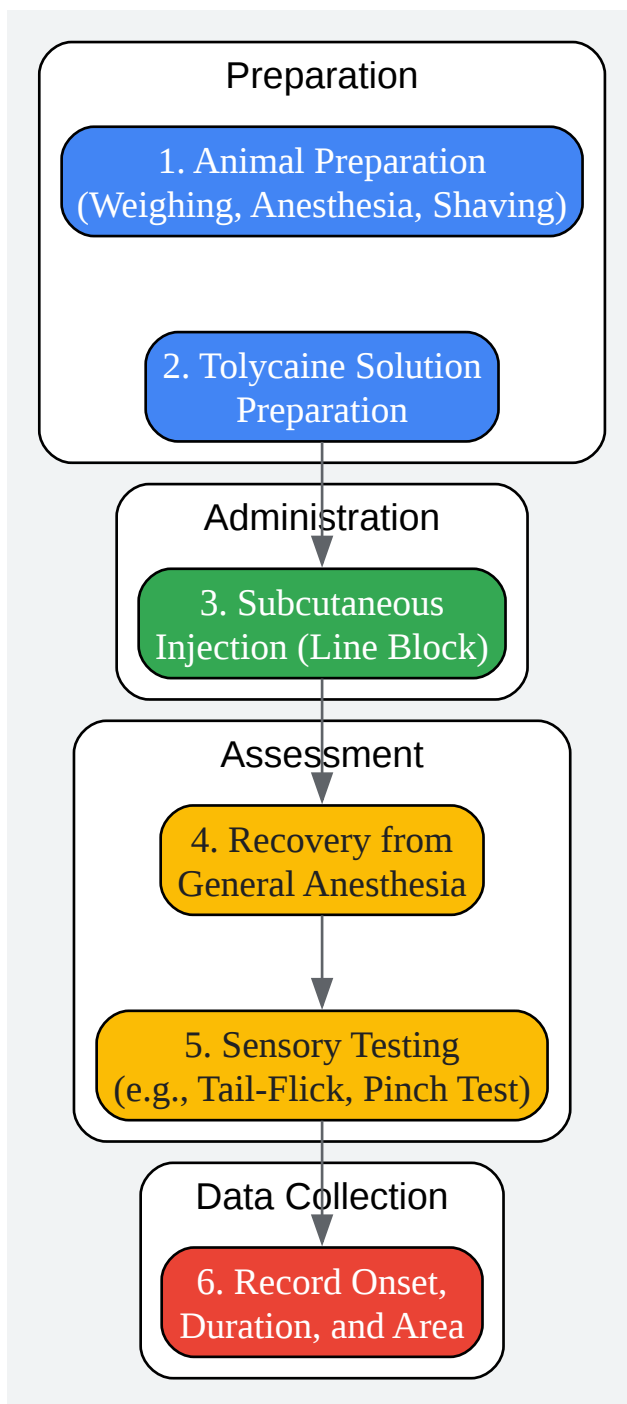 Preparation
1. Animal Preparation
(Weighing, Anesthesia, Shaving)
2. Tolycaine Solution
Preparation
Administration
3. Subcutaneous
Injection (Line Block)
Assessment
4. Recovery from
General Anesthesia
5. Sensory Testing
(e.g., Tail-Flick, Pinch Test)
Data Collection
6. Record Onset,
Duration, and Area